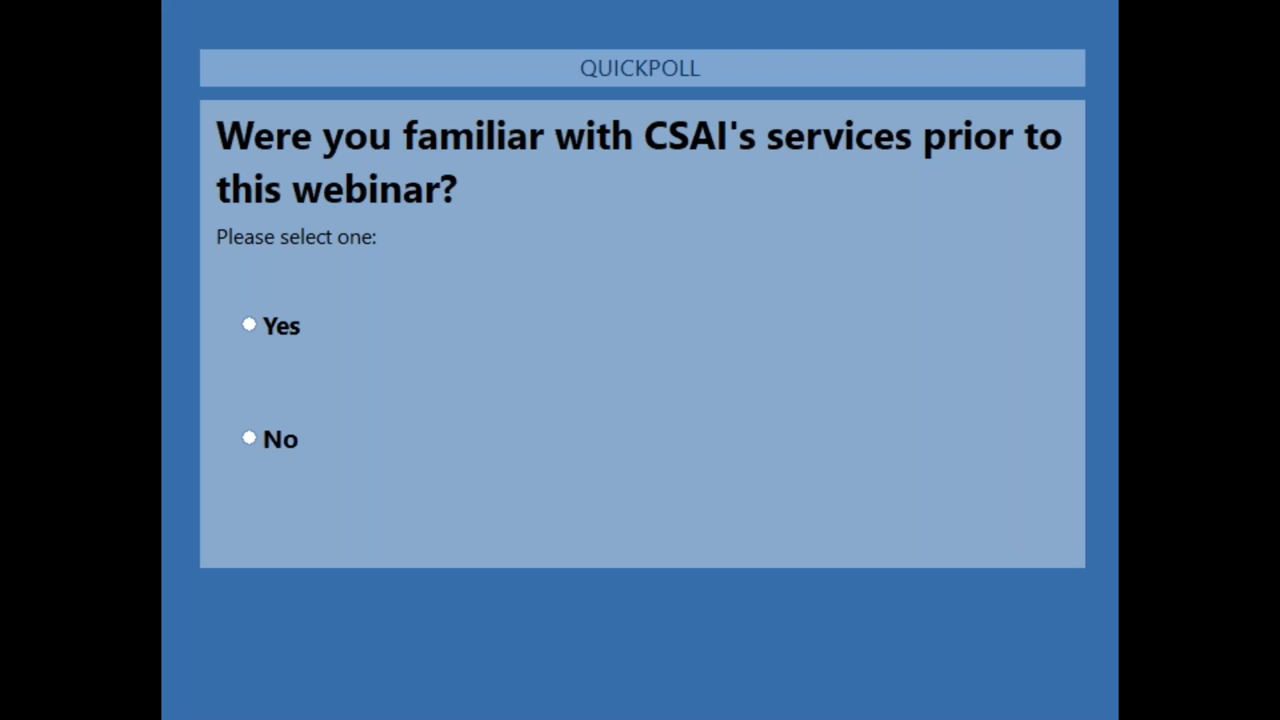 QUICKPOLL
Were you familiar with CSAI's services prior to
this webinar?
Please select one:
Yes
No